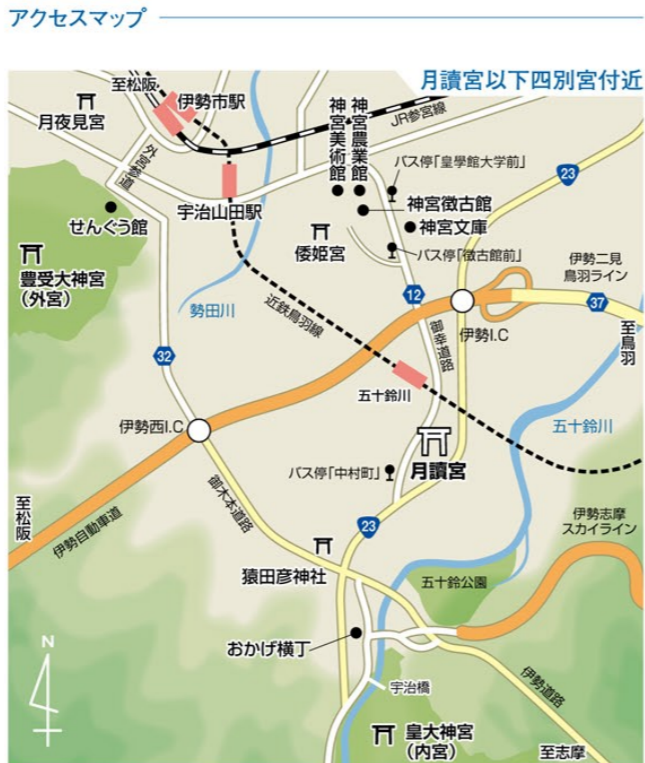 アクセスマップ
月讀宮以下四別宮付近
至松阪
伊勢市駅
月夜見宮
外宮参道
JR参宮線
神宮美術館
神宮農業館
バス停「皇學館大学前」
神宮徴古館
神宮文庫
23
宇治山田駅
せんぐう館
倭姫宮
バス停「徴古館前」
豊受大神宮
(外宮)
勢田川
近鉄鳥羽線
12
御幸道路
伊勢二見
鳥羽ライン
37
伊勢I.C
至鳥羽
32
五十鈴川
五十鈴川
伊勢西I.C
月讀宮
バス停「中村町」
御木本道路
23
至松阪
伊勢自動車道
伊勢志摩
スカイライン
猿田彦神社
五十鈴公園
おかげ横丁
N
宇治橋
伊勢道路
皇大神宮
(内宮)
至志摩